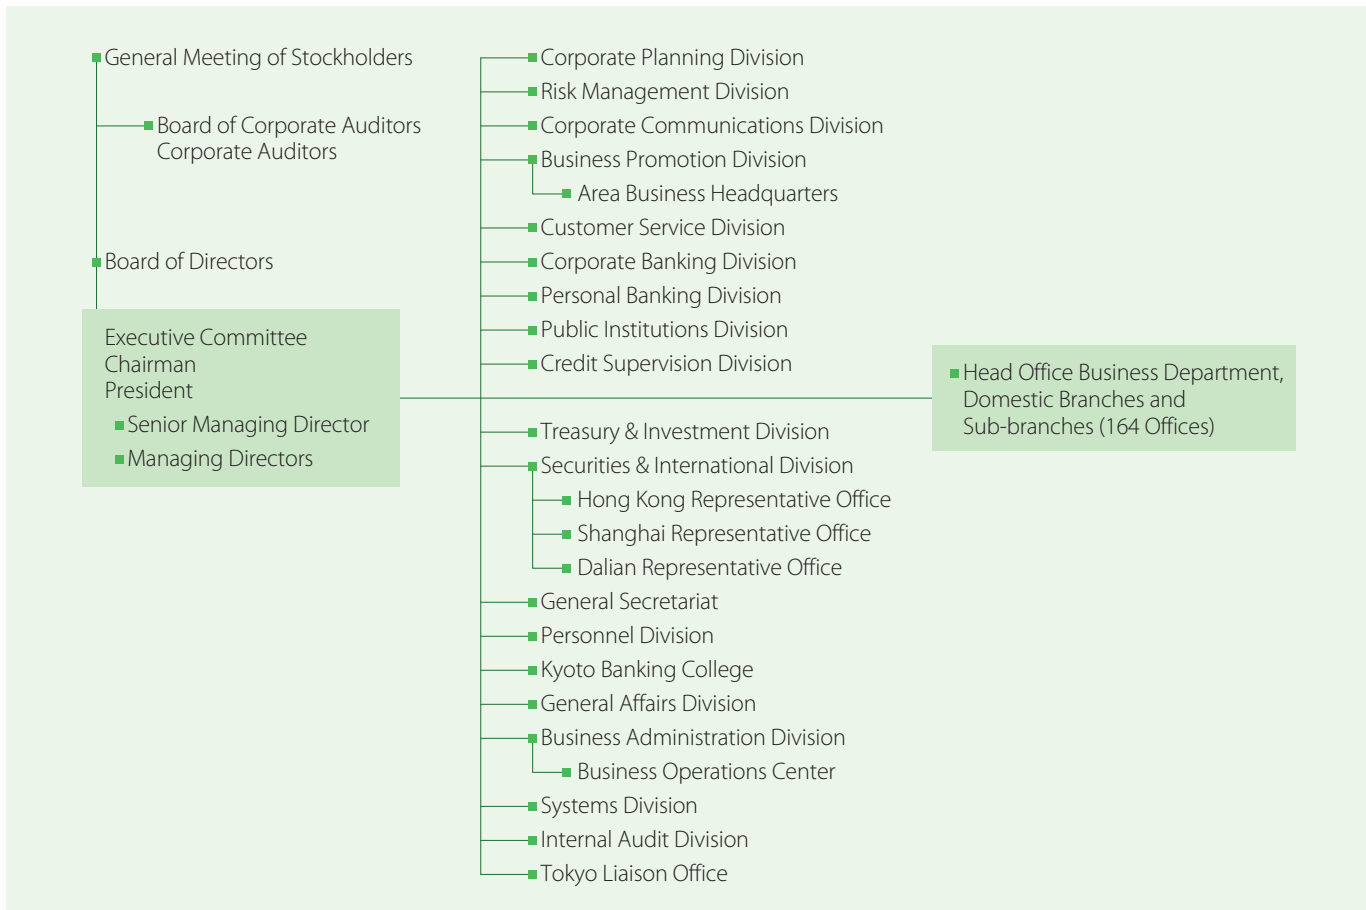 General Meeting of Stockholders
Board of Corporate Auditors
Corporate Auditors
Board of Directors
Executive Committee
Chairman
President
Senior Managing Director
Managing Directors
Corporate Planning Division
Risk Management Division
Corporate Communications Division
Business Promotion Division
Area Business Headquarters
Customer Service Division
Corporate Banking Division
Personal Banking Division
Public Institutions Division
Credit Supervision Division
Treasury & Investment Division
Securities & International Division
Hong Kong Representative Office
Shanghai Representative Office
Dalian Representative Office
General Secretariat
Personnel Division
Kyoto Banking College
General Affairs Division
Business Administration Division
Business Operations Center
Systems Division
Internal Audit Division
Tokyo Liaison Office
Head Office Business Department,
Domestic Branches and
Sub-branches (164 Offices)